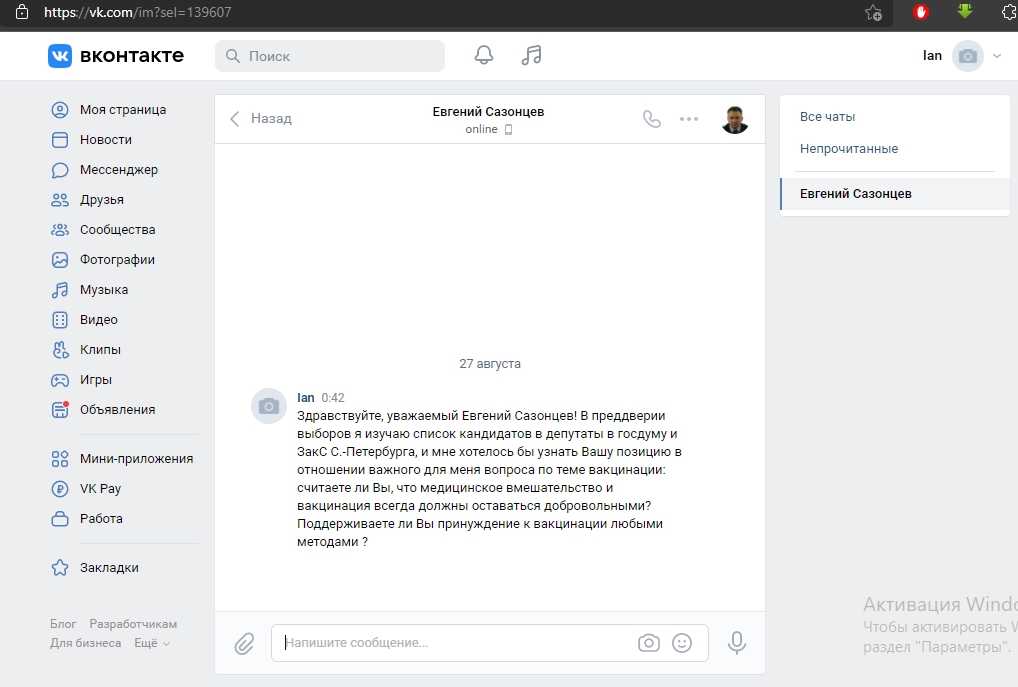 https://vk.com/im?sel=139607
вконтакте
Поиск
Ian
Моя страница
Новости
Мессенджер
Друзья
Сообщества
Фотографии
Музыка
Видео
Клипы
Игры
Объявления
Мини-приложения
VK Pay
Работа
Закладки
Блог Разработчикам
Для бизнеса Ещё
Назад
Евгений Сазонцев
online
27 августа
Ian 0:42
Здравствуйте, уважаемый Евгений Сазонцев! В преддверии
выборов я изучаю список кандидатов в депутаты в госдуму и
ЗакС С.-Петербурга, и мне хотелось бы узнать Вашу позицию в
отношении важного для меня вопроса по теме вакцинации:
считаете ли Вы, что медицинское вмешательство и
вакцинация всегда должны оставаться добровольными?
Поддерживаете ли Вы принуждение к вакцинации любыми
методами ?
Напишите сообщение...
Все чаты
Непрочитанные
Евгений Сазонцев
Активация Windo
Чтобы активировать W
раздел "Параметры".